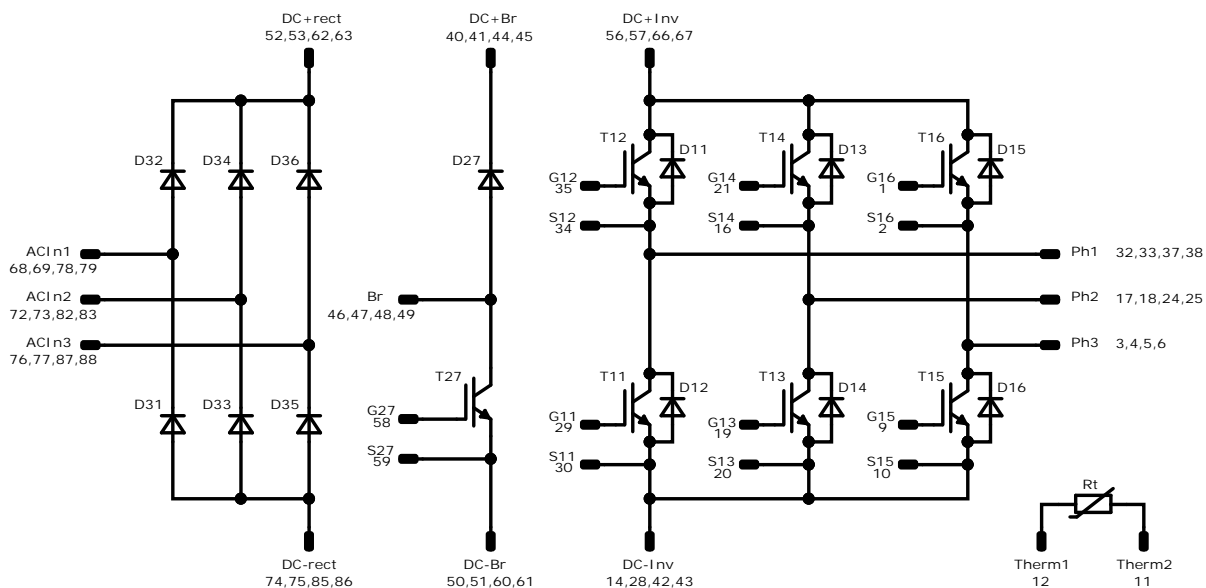 DC+rect
52,53,62,63
DC+Br
40,41,44,45
DC+Inv
56,57,66,67
T12
D11
T14
D13
T16
D15
D32
D34
D36
D27
G12
35
G14
21
G16
1
S12
34
S14
16
S16
2
ACIn1
68,69,78,79
Ph1 32,33,37,38
ACIn2
72,73,82,83
Br
46,47,48,49
Ph2 17,18,24,25
ACIn3
76,77,87,88
Ph3 3,4,5,6
T27
T11
D12
T13
D14
T15
D16
D31
D33
D35
G27
58
G11
29
G13
19
G15
9
S27
59
S11
30
S13
20
S15
10
Rt
DC-rect
74,75,85,86
DC-Br
50,51,60,61
DC-Inv
14,28,42,43
Therm1
12
Therm2
11